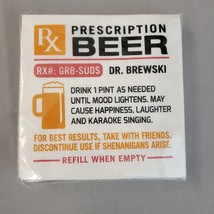 Rx PRESCRIPTION
BEER
RX#: GR8-SUDS DR. BREWSKI
DRINK 1 PINT AS NEEDED
UNTIL MOOD LIGHTENS. MAY
CAUSE HAPPINESS, LAUGHTER
AND KARAOKE SINGING.
FOR BEST RESULTS, TAKE WITH FRIENDS.
DISCONTINUE USE IF SHENANIGANS ARISE.
REFILL WHEN EMPTY